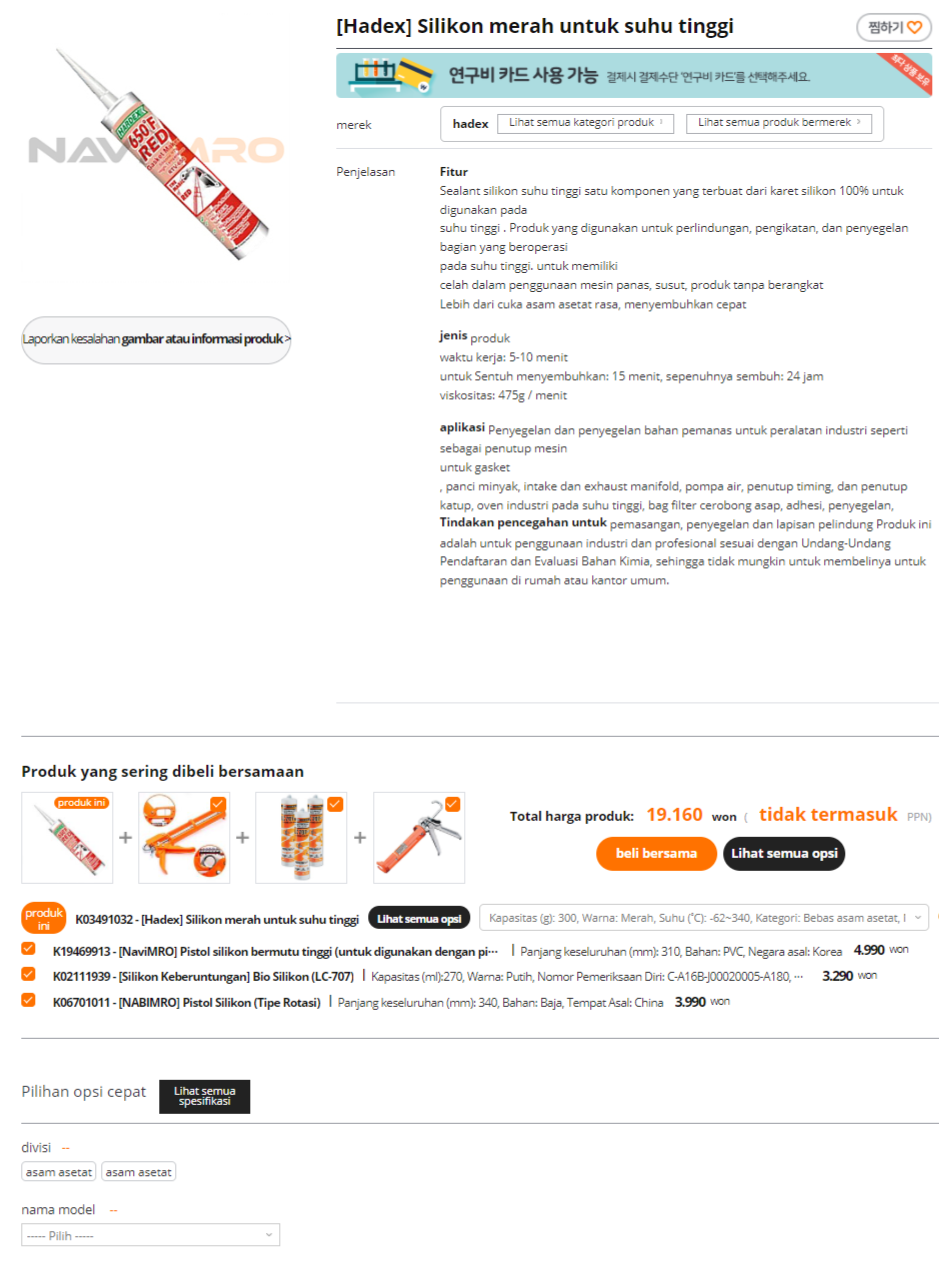 [Hadex] Silikon merah untuk suhu tinggi
찜하기
연구비 카드 사용 가능 결제시 결제수단 '연구비 카드'를 선택해주세요.
최다 상품 보유
NAVIMRO
650°F
RED
merek
hadex Lihat semua kategori produk > Lihat semua produk bermerek >
Penjelasan
Fitur
Sealant silikon suhu tinggi satu komponen yang terbuat dari karet silikon 100% untuk
digunakan pada
suhu tinggi . Produk yang digunakan untuk perlindungan, pengikatan, dan penyegelan
bagian yang beroperasi
pada suhu tinggi. untuk memiliki
celah dalam penggunaan mesin panas, susut, produk tanpa berangkat
Lebih dari cuka asam asetat rasa, menyembuhkan cepat
Laporkan kesalahan gambar atau informasi produk >
jenis produk
waktu kerja: 5-10 menit
untuk Sentuh menyembuhkan: 15 menit, sepenuhnya sembuh: 24 jam
viskositas: 475g / menit
aplikasi Penyegelan dan penyegelan bahan pemanas untuk peralatan industri seperti
sebagai penutup mesin
untuk gasket
, panci minyak, intake dan exhaust manifold, pompa air, penutup timing, dan penutup
katup, oven industri pada suhu tinggi, bag filter cerobong asap, adhesi, penyegelan,
Tindakan pencegahan untuk pemasangan, penyegelan dan lapisan pelindung Produk ini
adalah untuk penggunaan industri dan profesional sesuai dengan Undang-Undang
Pendaftaran dan Evaluasi Bahan Kimia, sehingga tidak mungkin untuk membelinya untuk
penggunaan di rumah atau kantor umum.
Produk yang sering dibeli bersamaan
produk ini
+ + +
Total harga produk: 19.160 won ( tidak termasuk PPN)
beli bersama Lihat semua opsi
produk ini K03491032 - [Hadex] Silikon merah untuk suhu tinggi Lihat semua opsi Kapasitas (g): 300, Warna: Merah, Suhu (℃): -62~340, Kategori: Bebas asam asetat, l
K19469913 - [NaviMRO] Pistol silikon bermutu tinggi (untuk digunakan dengan pi··· | Panjang keseluruhan (mm): 310, Bahan: PVC, Negara asal: Korea 4.990 won
K02111939 - [Silikon Keberuntungan] Bio Silikon (LC-707) | Kapasitas (ml):270, Warna: Putih, Nomor Pemeriksaan Diri: C-A16B-J00020005-A180, ··· 3.290 won
K06701011 - [NABIMRO] Pistol Silikon (Tipe Rotasi) | Panjang keseluruhan (mm): 340, Bahan: Baja, Tempat Asal: China 3.990 won
Pilihan opsi cepat Lihat semua spesifikasi
divisi --
asam asetat asam asetat
nama model --
----- Pilih -----